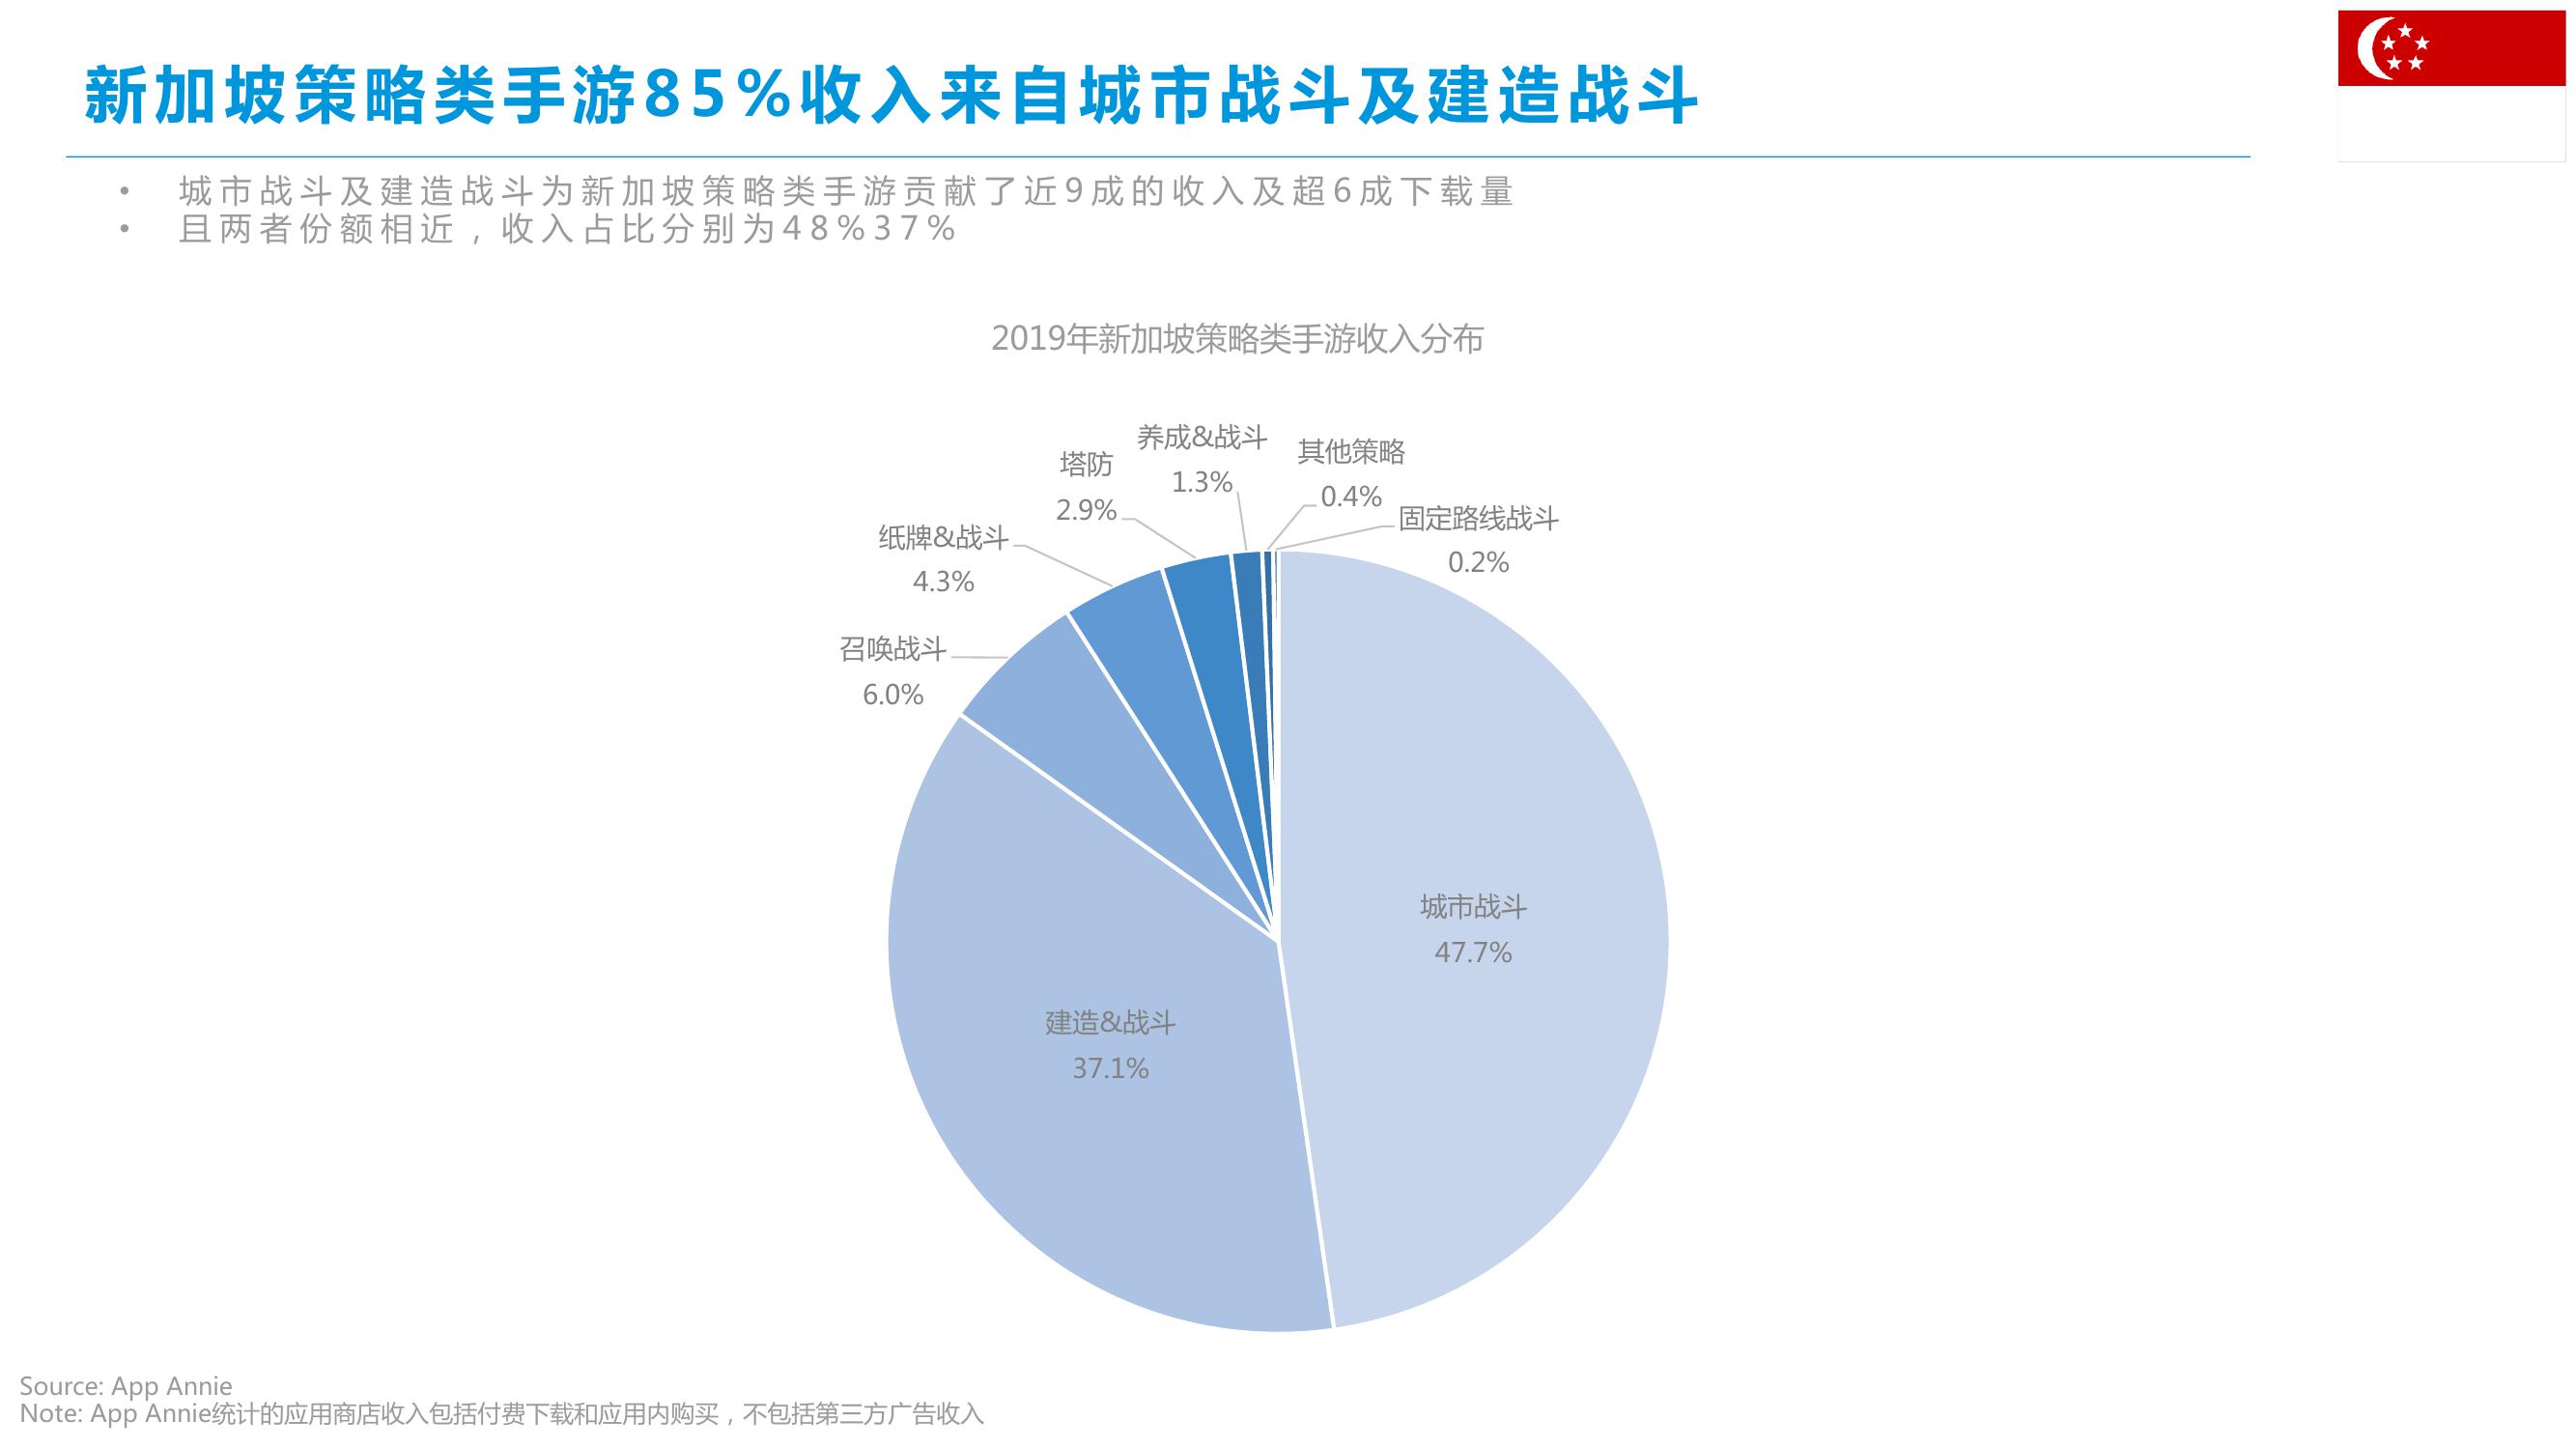 新加坡策略类手游85%收入来自城市战斗及建造战斗
• 城市战斗及建造战斗为新加坡策略类手游贡献了近9成的收入及超6成下载量
• 且两者份额相近，收入占比分别为48%37%
2019年新加坡策略类手游收入分布
养成&战斗
1.3%
其他策略
0.4%
塔防
2.9%
固定路线战斗
0.2%
纸牌&战斗
4.3%
召唤战斗
6.0%
城市战斗
47.7%
建造&战斗
37.1%
Source: App Annie
Note: App Annie统计的应用商店收入包括付费下载和应用内购买，不包括第三方广告收入